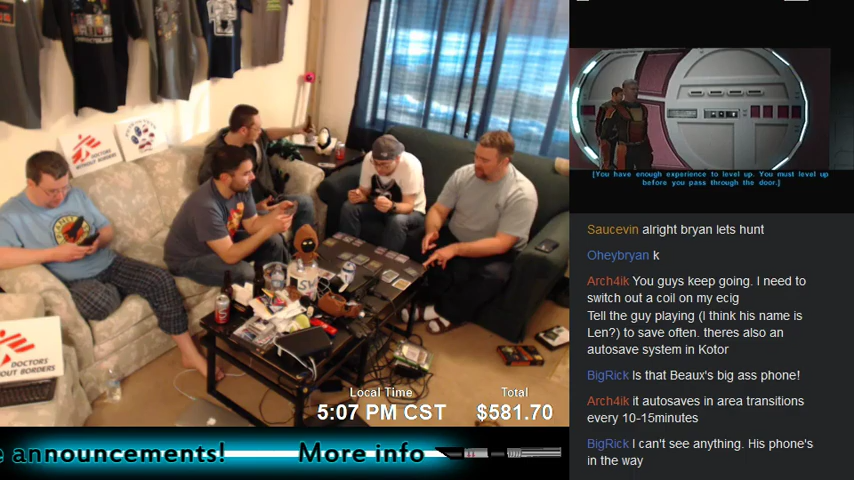 DOCTORS
WITHOUT BORDERS
DOCTORS
WITHOUT BORDERS
Local Time
5:07 PM CST
Total
$581.70
e announcements!
More info
[You have enough experience to level up. You must level up
before you pass through the door.]
Saucevin alright bryan lets hunt
Oheybryan k
Arch4ik You guys keep going. I need to
switch out a coil on my ecig
Tell the guy playing (I think his name is
Len?) to save often. theres also an
autosave system in Kotor
BigRick Is that Beaux's big ass phone!
Arch4ik it autosaves in area transitions
every 10-15minutes
BigRick I can't see anything. His phone's
in the way